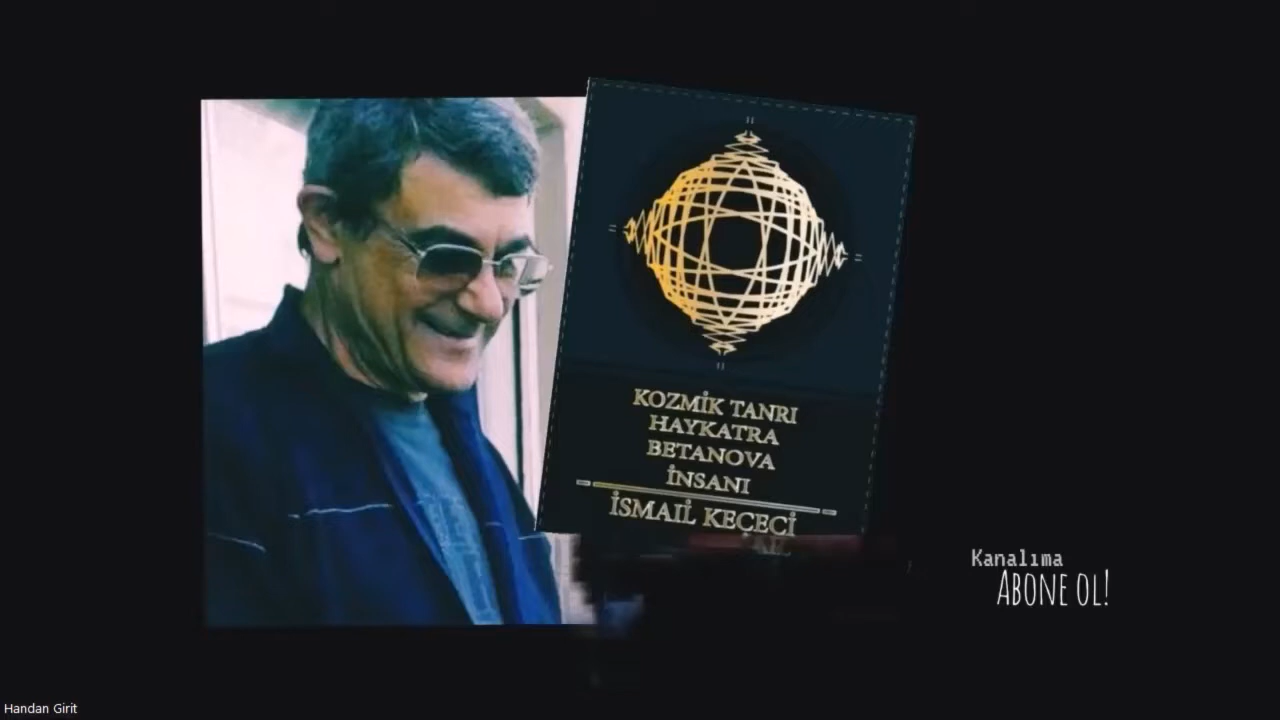 KOZMİK TANRI
HAYKATRA
BETANOVA
İNSANI
İSMAİL KEÇECİ
Kanalıma
ABONE OL!
Handan Girit